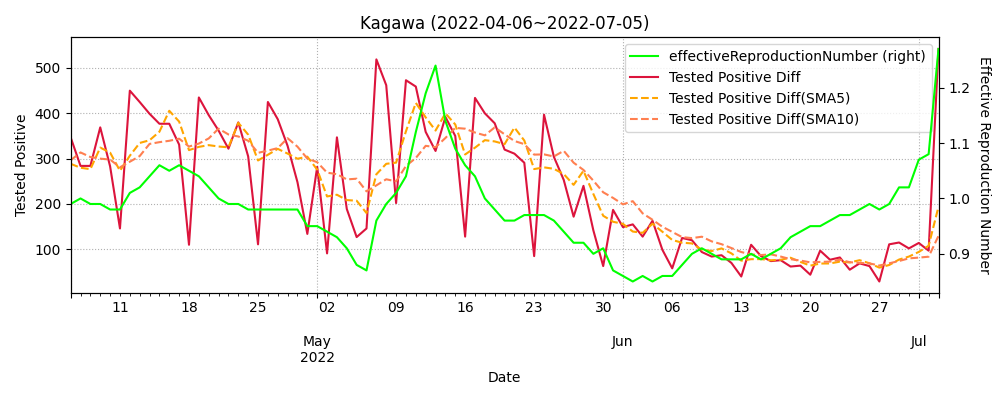 Kagawa (2022-04-06~2022-07-05)
effectiveReproductionNumber (right)
Tested Positive Diff
Tested Positive Diff(SMA5)
Tested Positive Diff(SMA10)
Tested Positive
500
400
300
200
100
1.2
1.1
1.0
0.9
Effective Reproduction Number
11 18 25 02 09 16 23 30 06 13 20 27
May Jun Jul
2022
Date